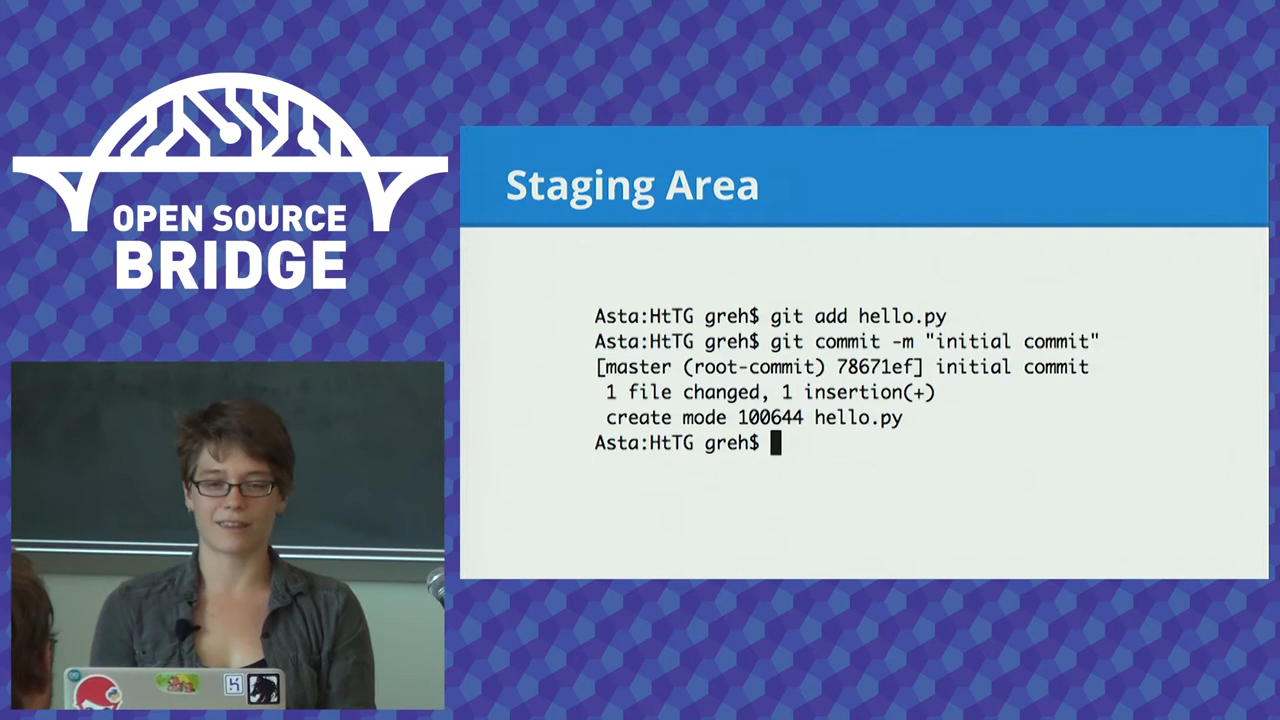 OPEN SOURCE
BRIDGE
Staging Area
Asta:HtTG greh$ git add hello.py
Asta:HtTG greh$ git commit -m "initial commit"
[master (root-commit) 78671ef] initial commit
 1 file changed, 1 insertion(+)
 create mode 100644 hello.py
Asta:HtTG greh$